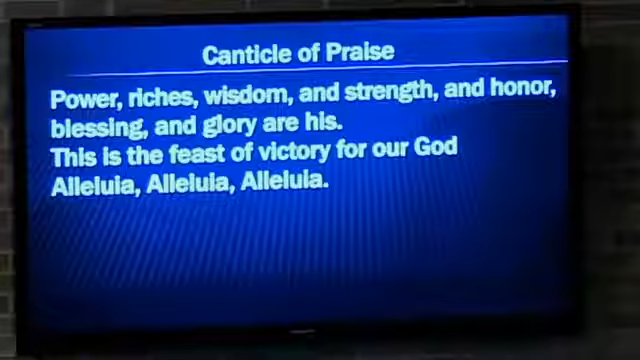 Canticle of Praise
Power, riches, wisdom, and strength, and honor,
blessing, and glory are his.
This is the feast of victory for our God
Alleluia, Alleluia, Alleluia.